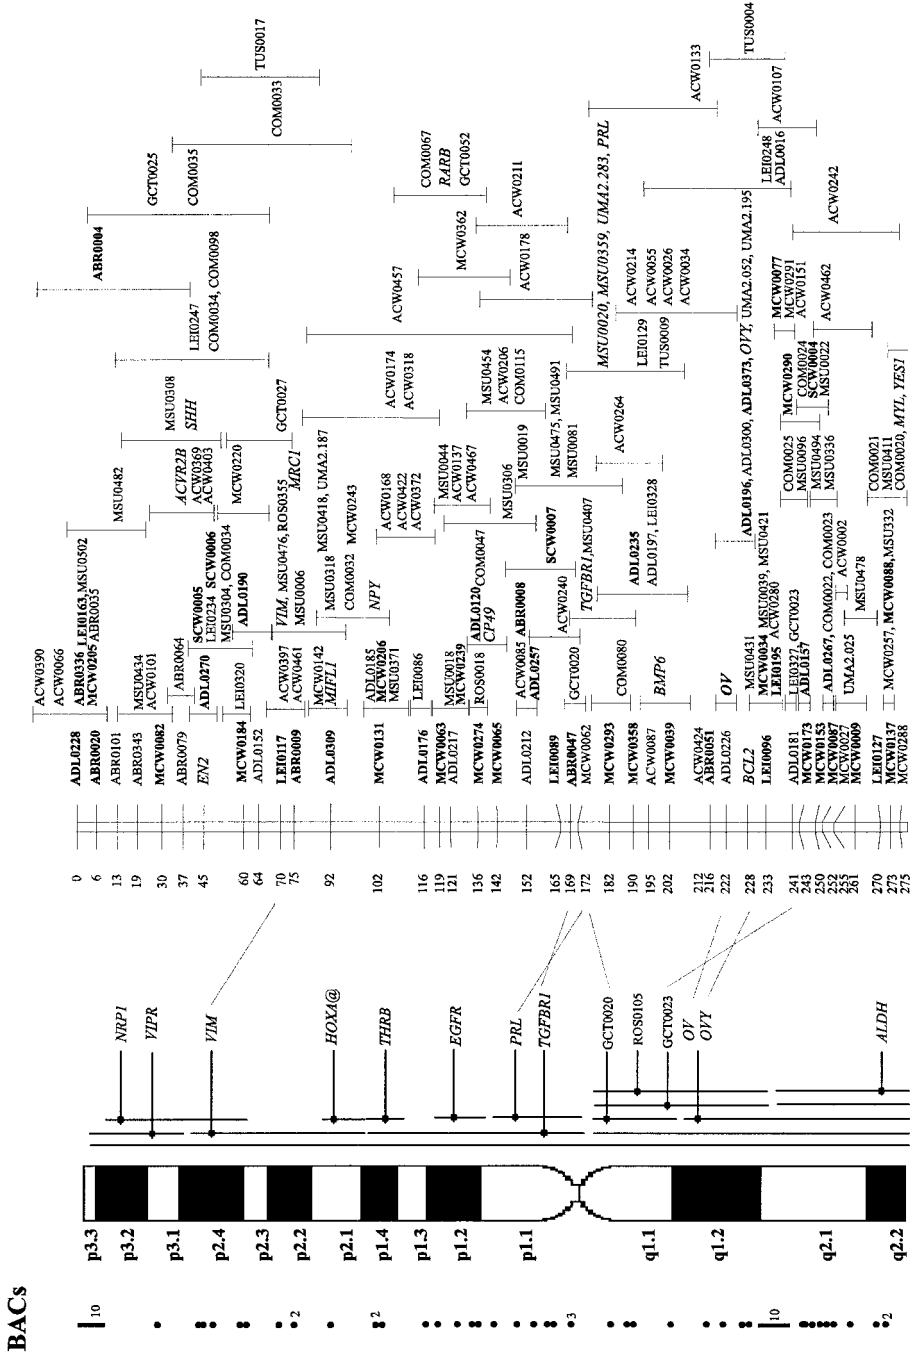 BACs
10
2
2
3
10
2
p3.3
p3.2
p3.1
p2.4
p2.3
p2.2
p2.1
p1.4
p1.3
p1.2
p1.1
q1.1
q1.2
q2.1
q2.2
NRP1
VIPR
VIM
HOXA@
THRB
EGFR
PRL
TGFBR1
GCT0020
ROS0105
GCT0023
OV
OVY
ALDH
0
6
13
19
30
37
45
60
64
70
75
92
102
116
119
121
136
142
152
165
169
172
182
190
195
202
212
216
222
228
233
241
243
250
252
255
261
270
273
275
ADL0228
ABR0020
ABR0101
ABR0343
MCW0082
ABR0079
EN2
MCW0184
ADL0152
LEI0117
ABR0009
ADL0309
MCW0131
ADL0176
MCW0063
ADL0217
MCW0274
MCW0065
ADL0212
LEI0089
ABR0047
MCW0062
MCW0293
MCW0358
ACW0087
MCW0039
ACW0424
ABR0051
ADL0226
BCL2
LEI0096
ADL0181
MCW0173
MCW0153
MCW0087
MCW0027
MCW0009
LEI0127
MCW0137
MCW0288
ACW0390
ACW0066
ABR0336, LEI0163, MSU0502
MCW0205, ABR0035
MSU0434
ACW0101
ABR0064
ADL0270
LEI0320
ACW0397
ACW0461
MCW0142
MIFL1
ADL0185
MCW0206
MSU0371
LEI0086
MSU0018
MCW0239
ROS0018
ACW0085, ABR0008
ADL0257
GCT0020
COM0080
BMP6
OV
MSU0431
MCW0034, MSU0039, MSU0421
LEI0195, ACW0280
LEI0327, GCT0023
ADL0157
ADL0267, COM0022, COM0023
ACW0002
UMA2.025
MSU0478
MCW0257, MCW0088, MSU332
MSU0482
SCW0005
LEI0234
SCW0006
MSU0304, COM0034
ADL0190
VIM, MSU0476, ROS0355
MSU0006
MSU0318
COM0032
MCW0243
NPY
ADL0120
COM0047
CP49
ACW0240
TGFBR1, MSU0407
ADL0235
ADL0197, LEI0328
ADL0196, ADL0300, ADL0373, OVY, UMA2.052, UMA2.195
MSU0308
SHH
ACVR2B
ACW0369
ACW0403
MCW0220
GCT0027
MRC1
MSU0418, UMA2.187
ACW0168
ACW0422
ACW0372
MSU0044
ACW0137
ACW0467
MSU0306
SCW0007
MSU0019
MSU0475, MSU0491
MSU0081
ACW0264
COM0025
MSU0096
MSU0494
MSU0336
COM0021
MSU0411
COM0020, MYL, YES1
ABR0004
LEI0247
COM0034, COM0098
ACW0457
ACW0174
ACW0318
MSU0454
ACW0206
COM0115
MSU0020, MSU0359, UMA2.283, PRL
LEI0129
TUS0009
ACW0214
ACW0055
ACW0026
ACW0034
MCW0077
MCW0291
ACW0151
MCW0290
COM0024
SCW0004
MSU0022
ACW0462
GCT0025
COM0035
COM0033
TUS0017
COM0067
RARB
GCT0052
MCW0362
ACW0211
ACW0178
ACW0133
TUS0004
LEI0248
ADL0016
ACW0107
ACW0242